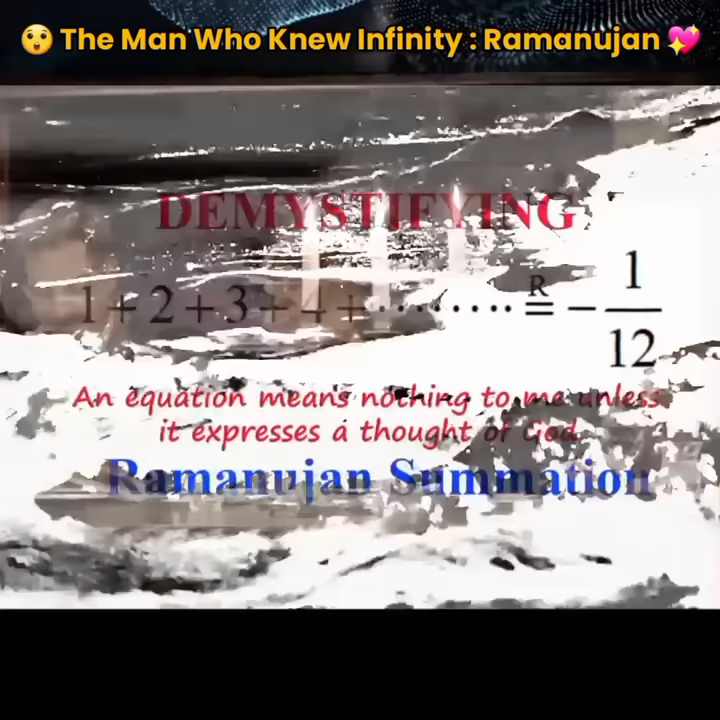 😲 The Man Who Knew Infinity : Ramanujan 💖
DEMYSTIFYING
1+2+3+4+········ R= −1/12
An equation means nothing to me unless
it expresses a thought of God.
Ramanujan Summation